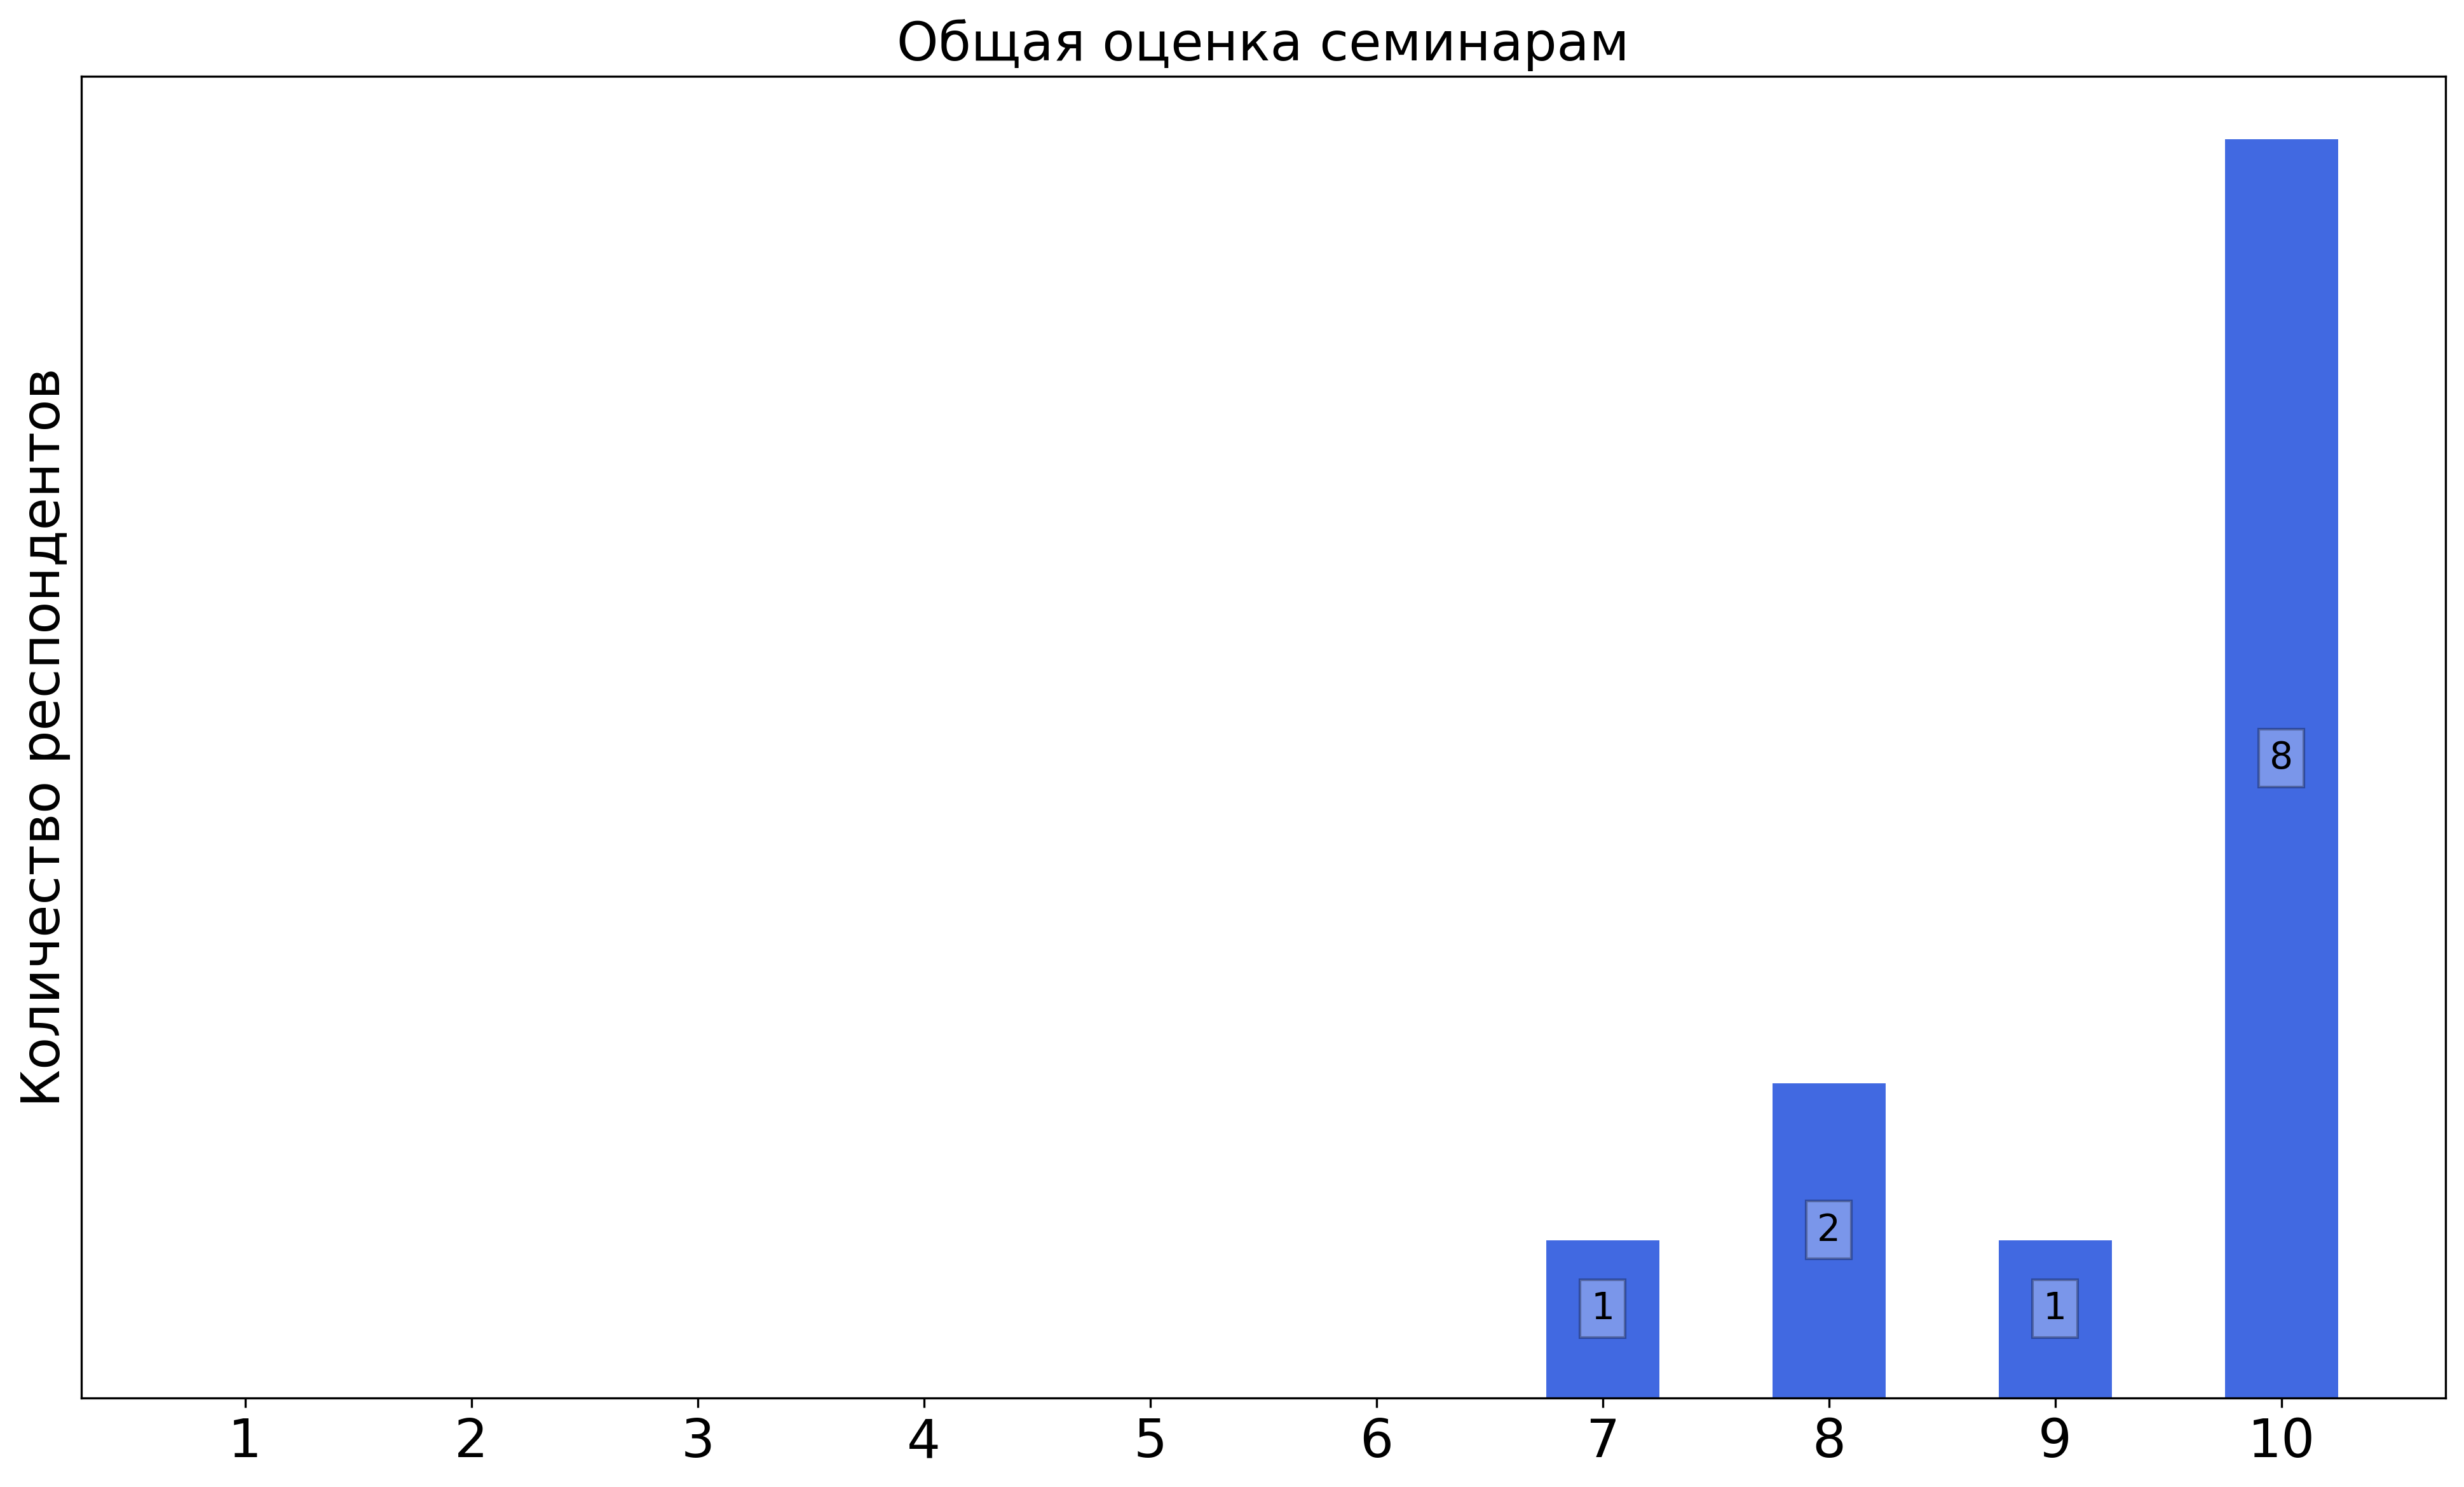 Общая оценка семинарам
Количество респондентов
8
2
1 1
1 2 3 4 5 6 7 8 9 10